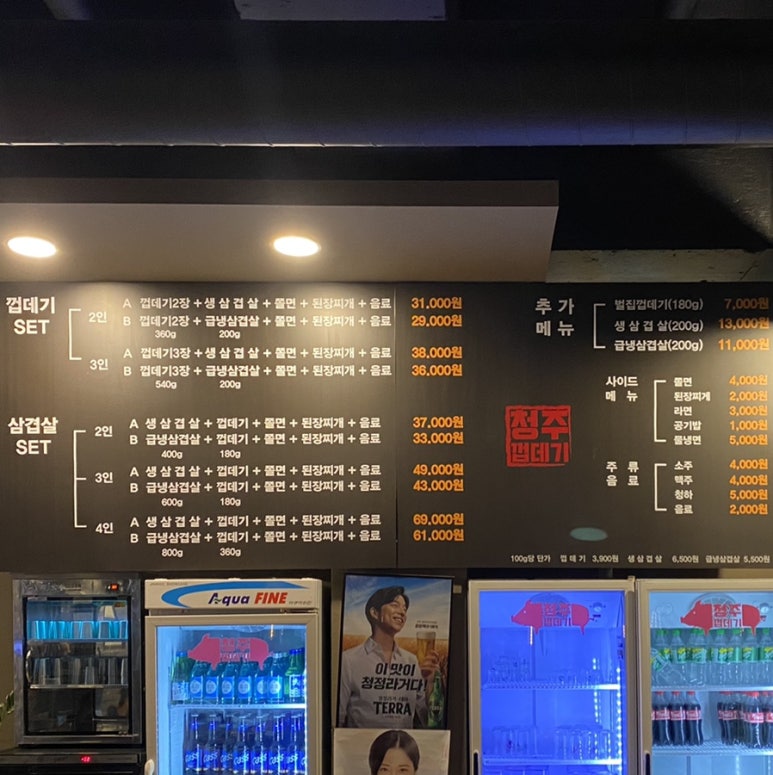 껍데기 SET
2인
A 껍데기2장 + 생 삼 겹 살 + 쫄면 + 된장찌개 + 음료 31,000원
B 껍데기2장 + 급냉삼겹살 + 쫄면 + 된장찌개 + 음료 29,000원
360g 200g
3인
A 껍데기3장 + 생 삼 겹 살 + 쫄면 + 된장찌개 + 음료 38,000원
B 껍데기3장 + 급냉삼겹살 + 쫄면 + 된장찌개 + 음료 36,000원
540g 200g
삼겹살 SET
2인
A 생 삼 겹 살 + 껍데기 + 쫄면 + 된장찌개 + 음료 37,000원
B 급냉삼겹살 + 껍데기 + 쫄면 + 된장찌개 + 음료 33,000원
400g 180g
3인
A 생 삼 겹 살 + 껍데기 + 쫄면 + 된장찌개 + 음료 49,000원
B 급냉삼겹살 + 껍데기 + 쫄면 + 된장찌개 + 음료 43,000원
600g 180g
4인
A 생 삼 겹 살 + 껍데기 + 쫄면 + 된장찌개 + 음료 69,000원
B 급냉삼겹살 + 껍데기 + 쫄면 + 된장찌개 + 음료 61,000원
800g 360g
추 가
메 뉴
벌집껍데기(180g) 7,000원
생 삼 겹 살(200g) 13,000원
급냉삼겹살(200g) 11,000원
사이드
메 뉴
쫄면 4,000원
된장찌게 2,000원
라면 3,000원
공기밥 1,000원
물냉면 5,000원
주 류
음 료
소주 4,000원
맥주 4,000원
청하 5,000원
음료 2,000원
청주
껍데기
100g당 단가 껍 데 기 3,900원 생 삼 겹 살 6,500원 급냉삼겹살 5,500원
Aqua FINE
청주
껍데기
이 맛이
청정라거다!
TERRA
청주
껍데기
청주
껍데기